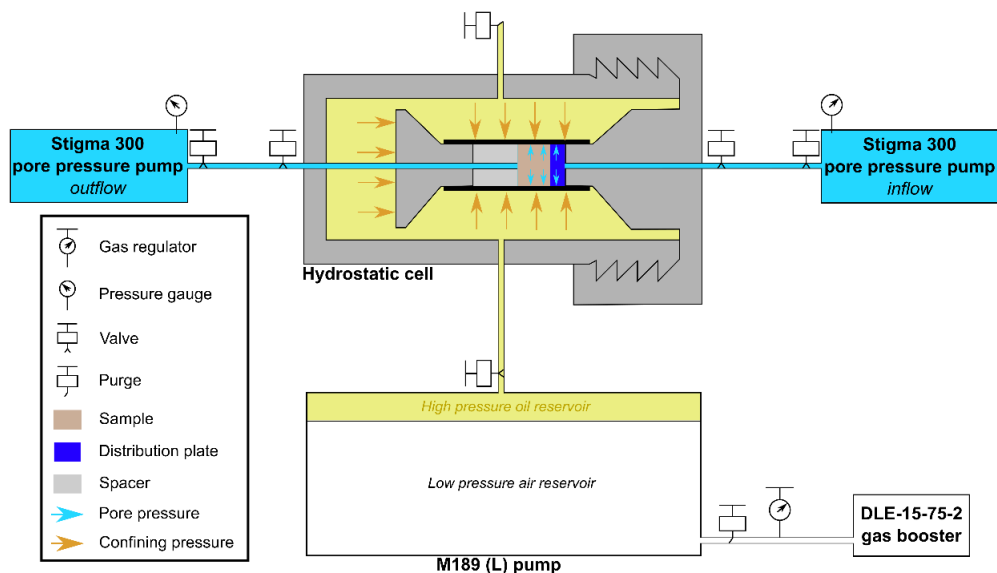 Stigma 300
pore pressure pump
outflow
Stigma 300
pore pressure pump
inflow
Hydrostatic cell
Gas regulator
Pressure gauge
Valve
Purge
Sample
Distribution plate
Spacer
Pore pressure
Confining pressure
High pressure oil reservoir
Low pressure air reservoir
M189 (L) pump
DLE-15-75-2
gas booster